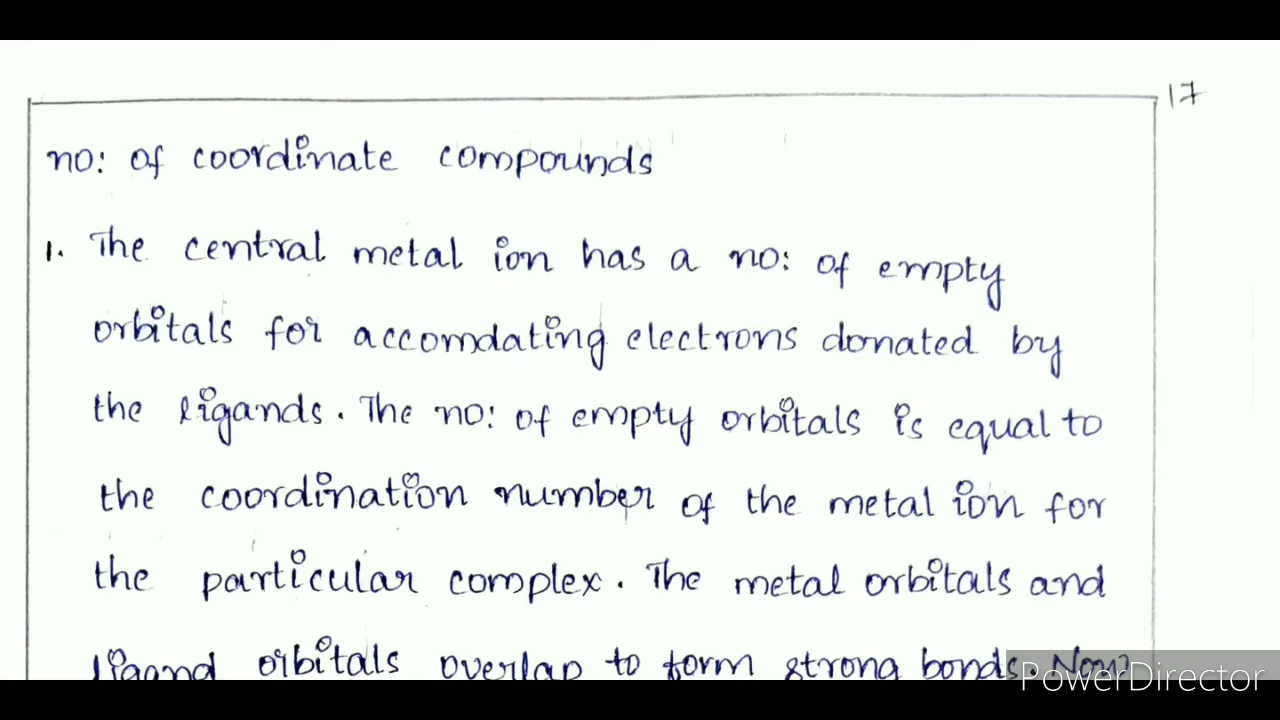 17
no: of coordinate compounds
1. The central metal ion has a no: of empty
orbitals for accomdating electrons donated by
the ligands. The no: of empty orbitals is equal to
the coordination number of the metal ion for
the particular complex. The metal orbitals and
ligand orbitals overlap to form strong bonds. Now
PowerDirector